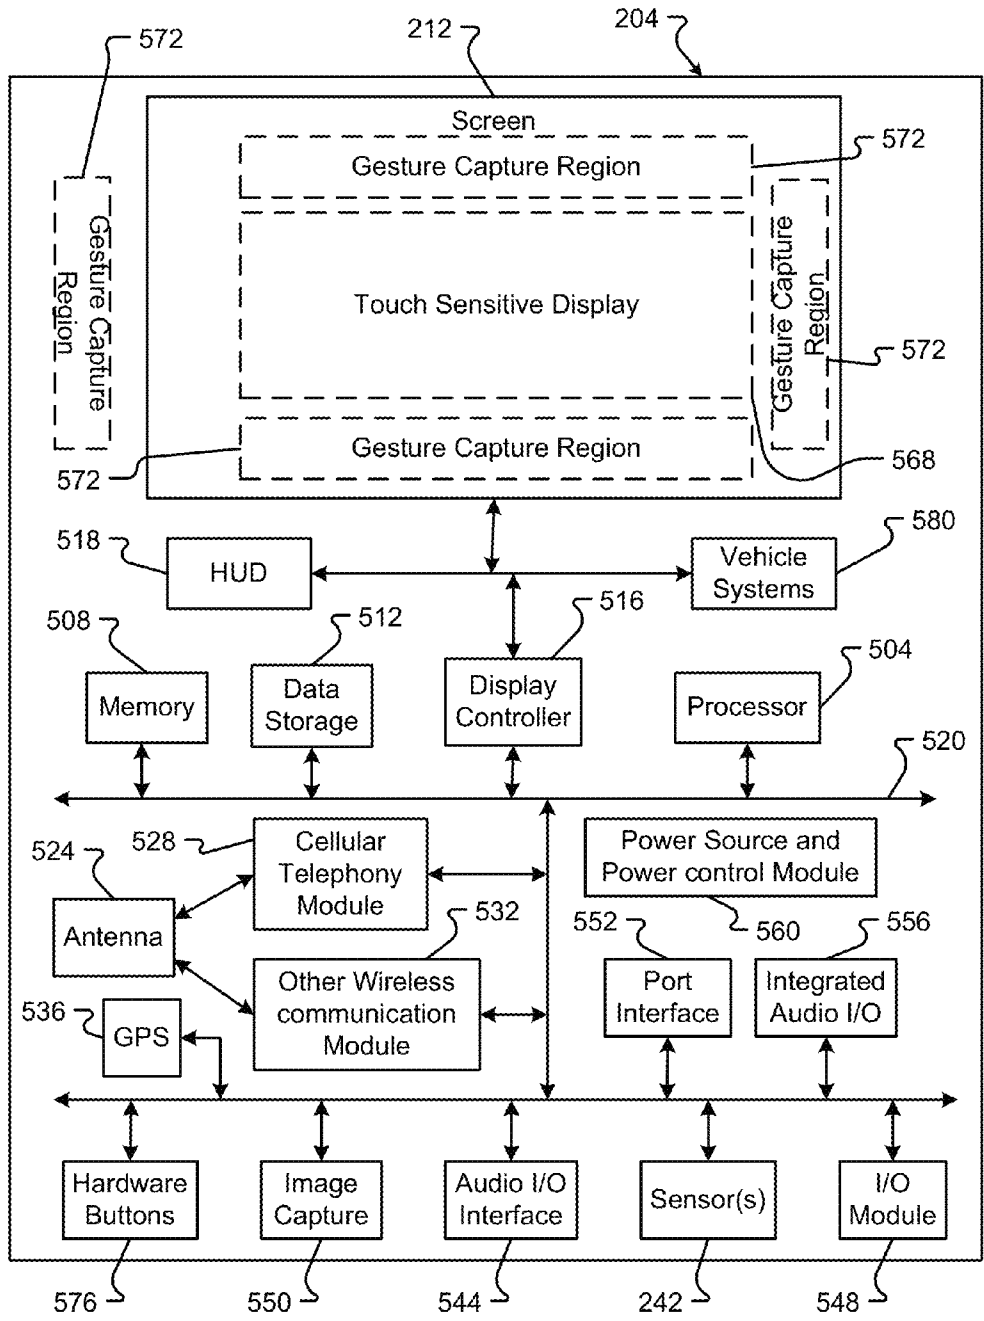 572
212
204
Screen
Gesture Capture Region
572
Gesture Capture
Region
Touch Sensitive Display
Gesture Capture
Region
572
Gesture Capture Region
572
568
518
HUD
Vehicle
Systems
580
508
512
516
504
Memory
Data
Storage
Display
Controller
Processor
520
528
Cellular
Telephony
Module
Power Source and
Power control Module
524
Antenna
532
552
560
556
Other Wireless
communication
Module
Port
Interface
Integrated
Audio I/O
536
GPS
Hardware
Buttons
Image
Capture
Audio I/O
Interface
Sensor(s)
I/O
Module
576
550
544
242
548